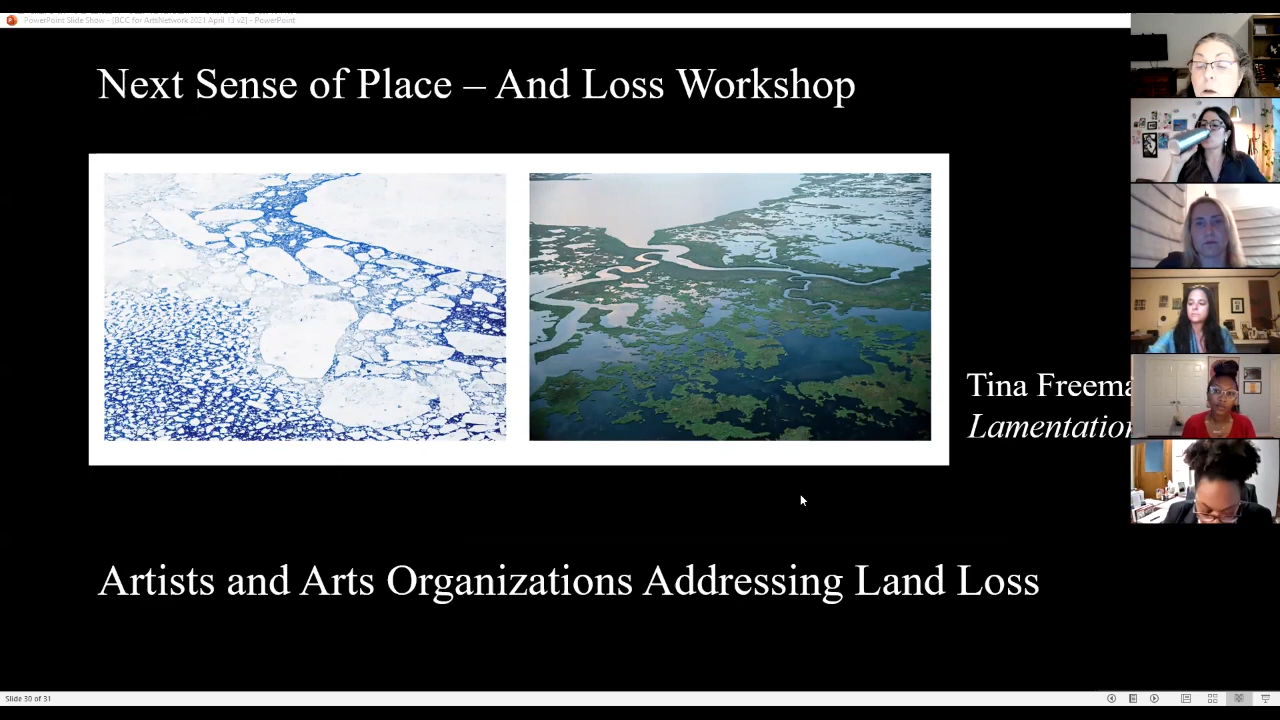 PowerPoint Slide Show - [BCC for ArtsNetwork 2021 April 13 v2] - PowerPoint
Next Sense of Place – And Loss Workshop
Tina Freema
Lamentation
Artists and Arts Organizations Addressing Land Loss
Slide 30 of 31